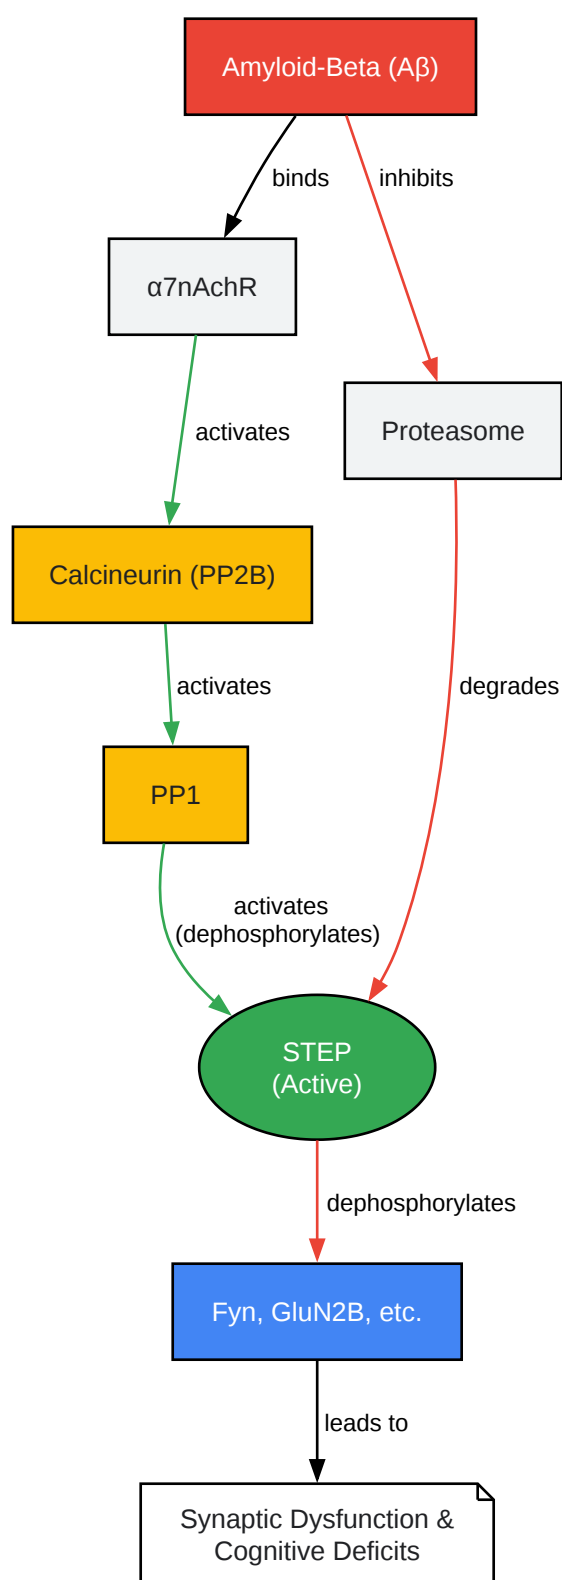 Amyloid-Beta (Aβ)
binds
inhibits
α7nAchR
activates
Proteasome
Calcineurin (PP2B)
activates
degrades
PP1
activates
(dephosphorylates)
STEP
(Active)
dephosphorylates
Fyn, GluN2B, etc.
leads to
Synaptic Dysfunction &
Cognitive Deficits